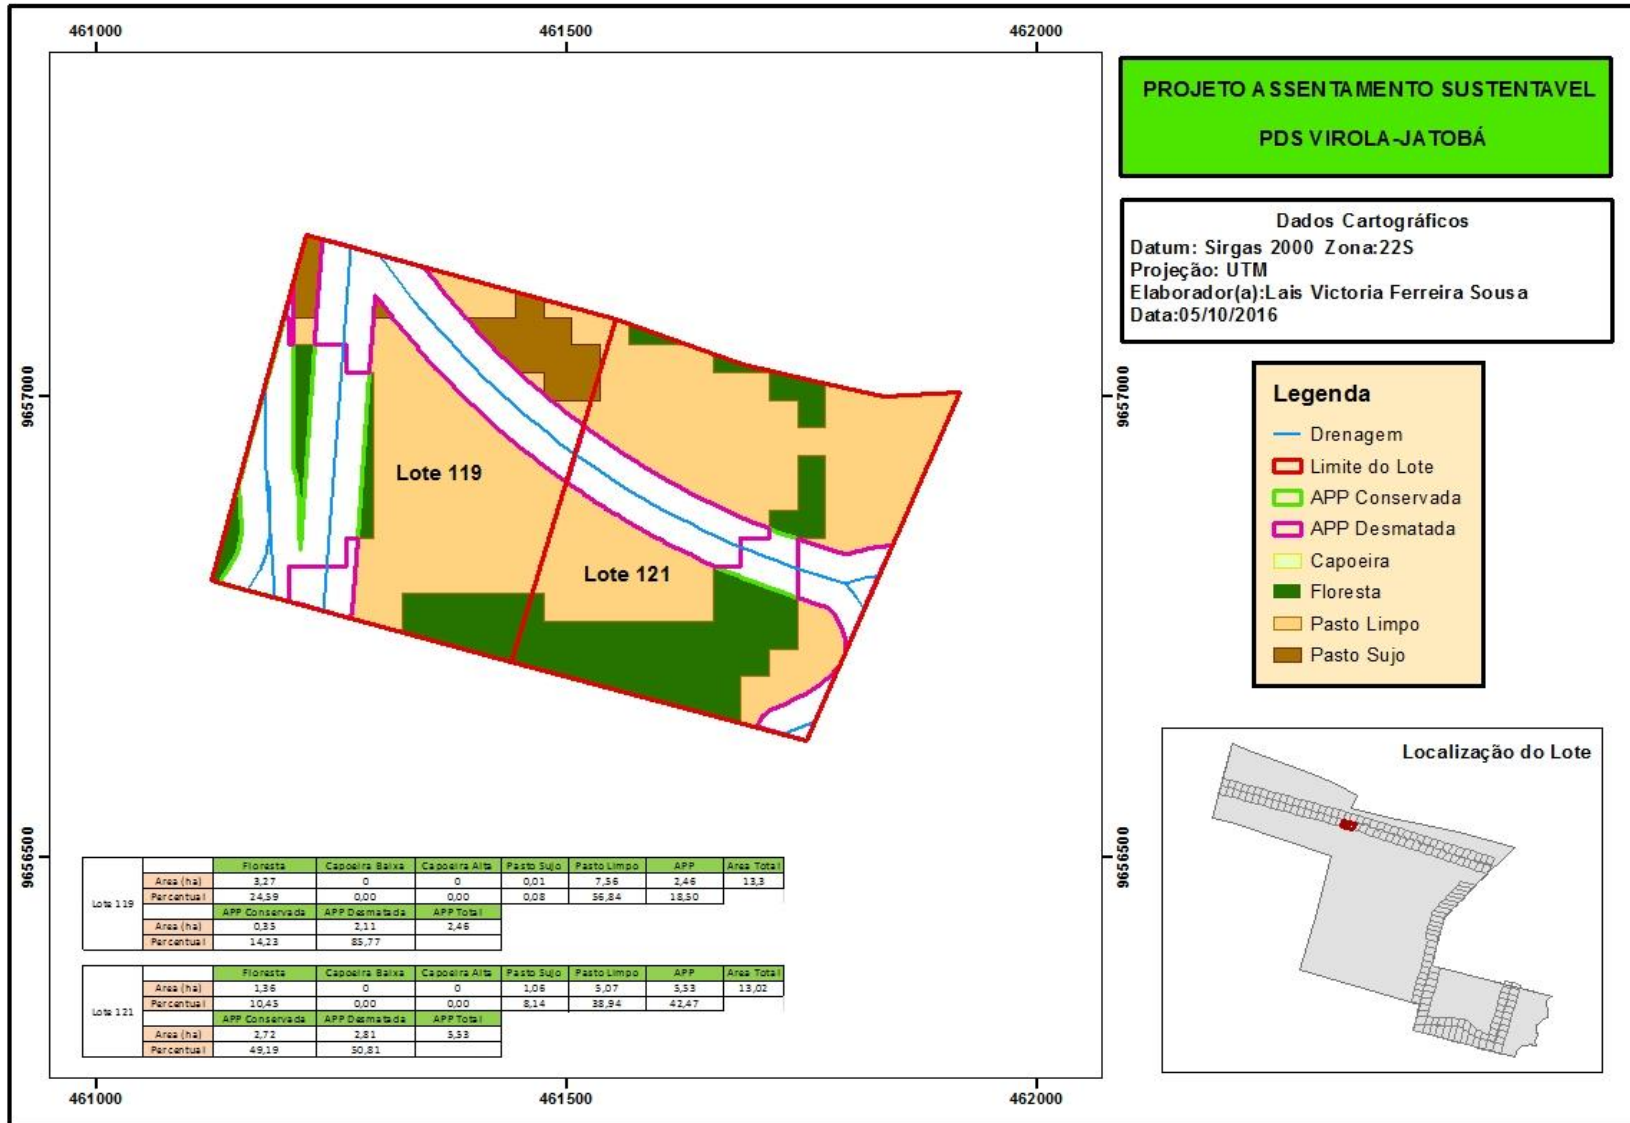 461000 461500 462000
PROJETO ASSENTAMENTO SUSTENTAVEL
PDS VIROLA-JATOBÁ
Dados Cartográficos
Datum: Sirgas 2000 Zona:22S
Projeção: UTM
Elaborador(a):Lais Victoria Ferreira Sousa
Data:05/10/2016
9657000
9657000
Legenda
Drenagem
Limite do Lote
APP Conservada
APP Desmatada
Capoeira
Floresta
Pasto Limpo
Pasto Sujo
Lote 119
Lote 121
Localização do Lote
9656500
9656500
Floresta Capoeira Baixa Capoeira Alta Pasto Sujo Pasto Limpo APP Area Total
Lote 119
Area (ha) 3,27 0 0 0,01 7,56 2,46 13,3
Percentual 24,59 0,00 0,00 0,08 56,84 18,50
APP Conservada APP Desmatada APP Total
Area (ha) 0,35 2,11 2,46
Percentual 14,23 85,77
Floresta Capoeira Baixa Capoeira Alta Pasto Sujo Pasto Limpo APP Area Total
Lote 121
Area (ha) 1,36 0 0 1,06 5,07 5,53 13,02
Percentual 10,45 0,00 0,00 8,14 38,94 42,47
APP Conservada APP Desmatada APP Total
Area (ha) 2,72 2,81 5,53
Percentual 49,19 50,81
461000 461500 462000